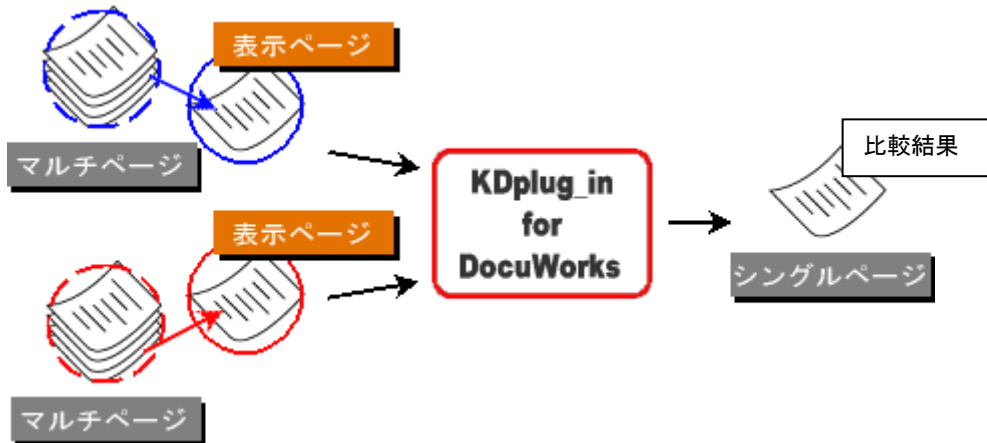 表示ページ
マルチページ
比較結果
KDplug_in
for
DocuWorks
表示ページ
シングルページ
マルチページ